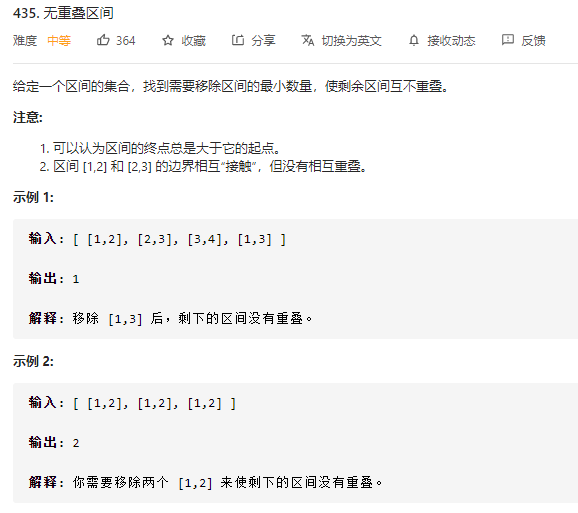 435. 无重叠区间
难度 中等 364 收藏 分享 切换为英文 接收动态 反馈
给定一个区间的集合，找到需要移除区间的最小数量，使剩余区间互不重叠。
注意:
1. 可以认为区间的终点总是大于它的起点。
2. 区间 [1,2] 和 [2,3] 的边界相互“接触”，但没有相互重叠。
示例 1:
输入: [ [1,2], [2,3], [3,4], [1,3] ]
输出: 1
解释: 移除 [1,3] 后，剩下的区间没有重叠。
示例 2:
输入: [ [1,2], [1,2], [1,2] ]
输出: 2
解释: 你需要移除两个 [1,2] 来使剩下的区间没有重叠。